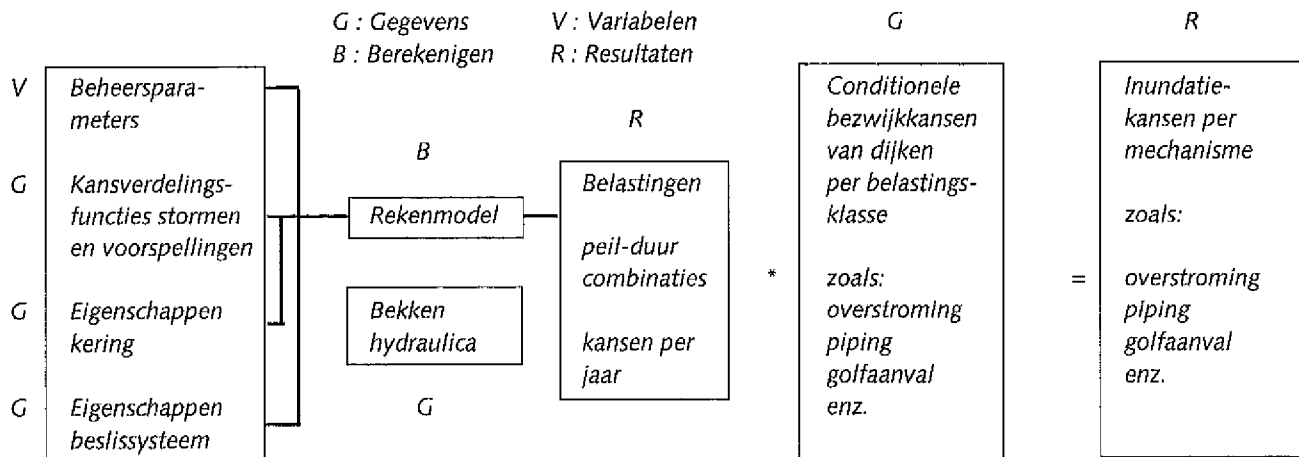 G : Gegevens
B : Berekenigen
V : Variabelen
R : Resultaten
V
Beheerspara-
meters
G
Kansverdelings-
functies stormen
en voorspellingen
G
Eigenschappen
kering
G
Eigenschappen
beslissysteem
B
Rekenmodel
Bekken
hydraulica
G
R
Belastingen
peil-duur
combinaties
kansen per
jaar
*
G
Conditionele
bezwijkkansen
van dijken
per belastings-
klasse
zoals:
overstroming
piping
golfaanval
enz.
=
R
Inundatie-
kansen per
mechanisme
zoals:
overstroming
piping
golfaanval
enz.